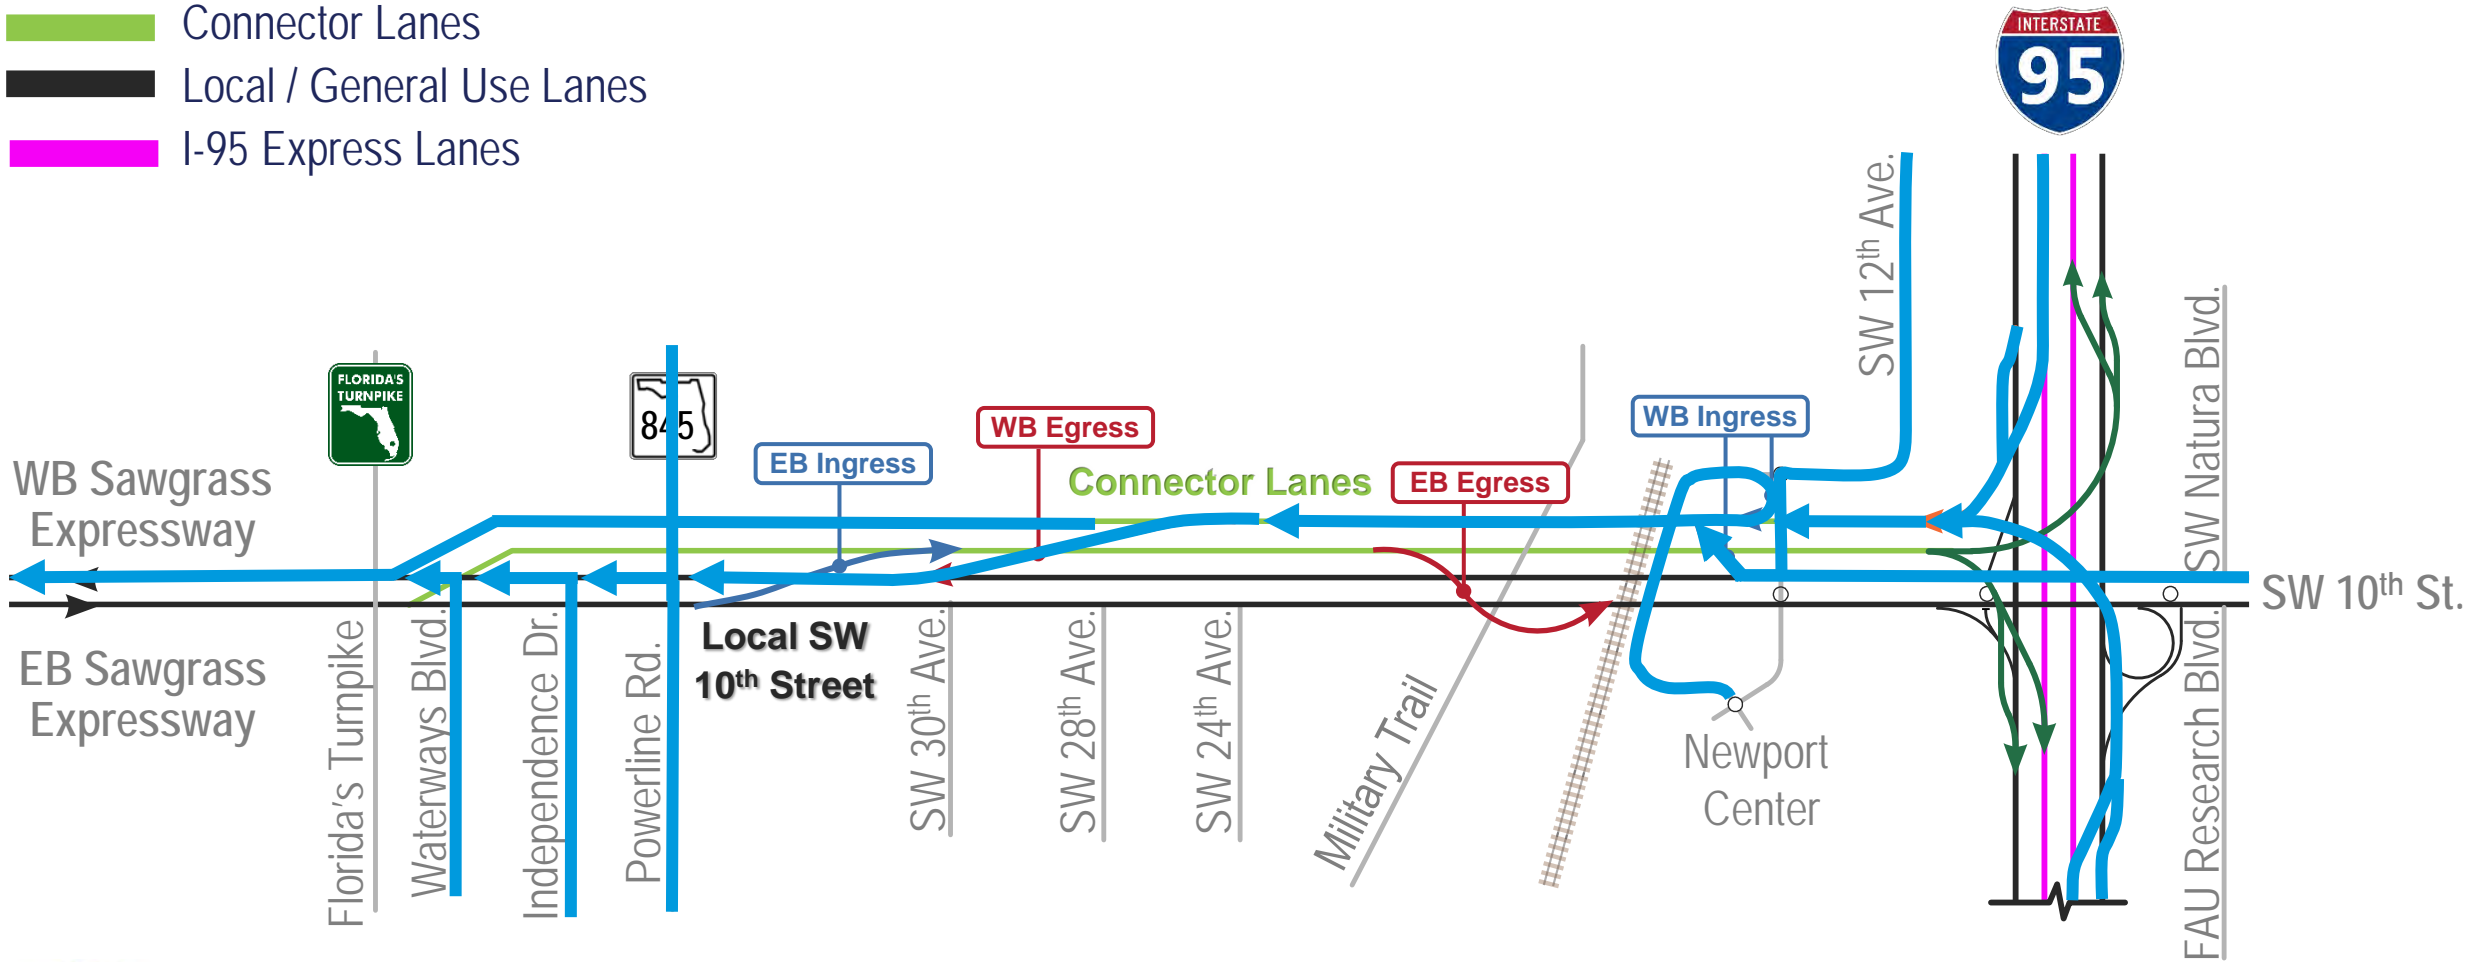 Connector Lanes
Local / General Use Lanes
I-95 Express Lanes
INTERSTATE
95
SW 12th Ave.
SW Natura Blvd.
FLORIDA'S
TURNPIKE
845
WB Egress
WB Ingress
EB Ingress
EB Egress
Connector Lanes
WB Sawgrass
Expressway
SW 10th St.
EB Sawgrass
Expressway
Local SW
10th Street
Florida's Turnpike
Waterways Blvd.
Independence Dr.
Powerline Rd.
SW 30th Ave.
SW 28th Ave.
SW 24th Ave.
Military Trail
Newport
Center
FAU Research Blvd.